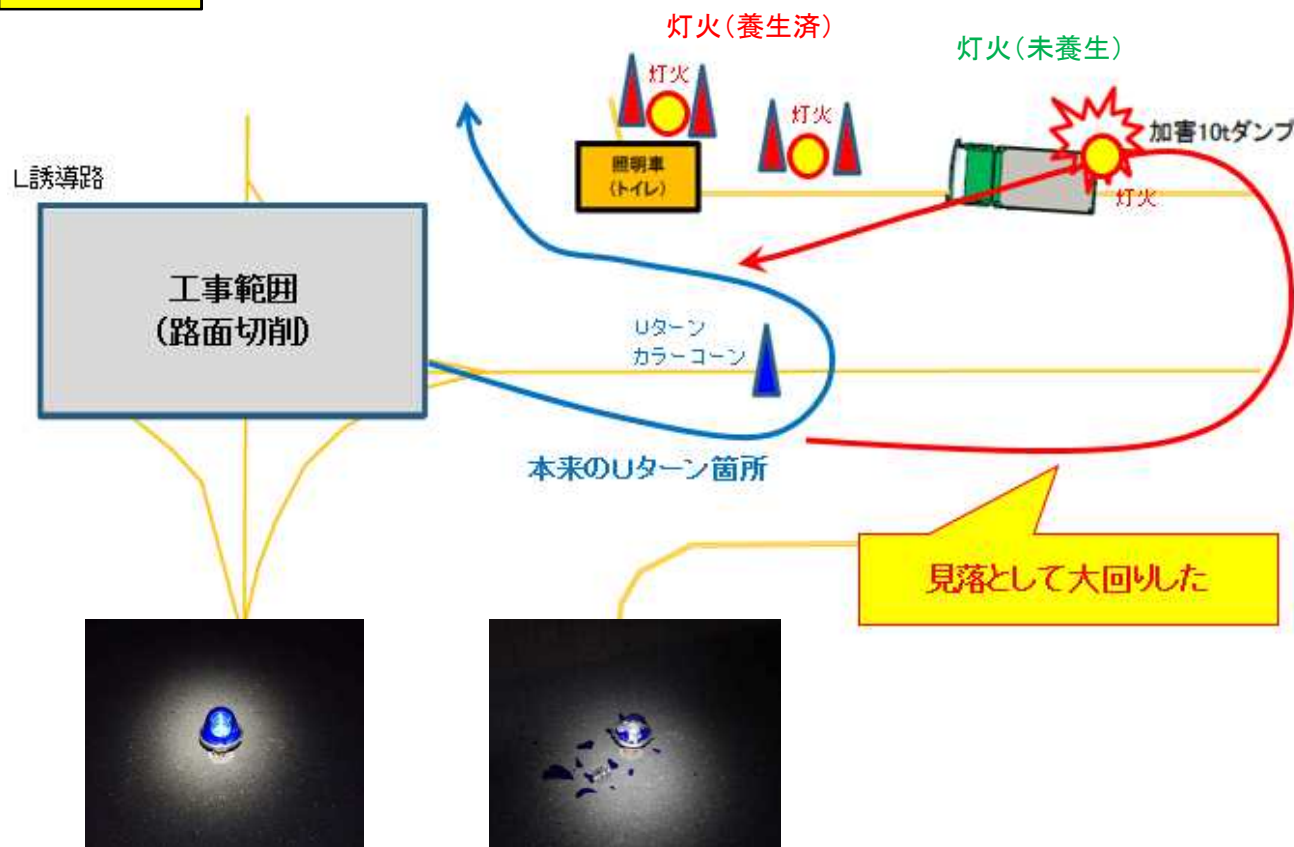 灯火(養生済)
灯火(未養生)
灯火
灯火
加害10tダンプ
灯火
照明車
(トイレ)
L誘導路
工事範囲
(路面切削)
Uターン
カラーコーン
本来のUターン箇所
見落として大回りした